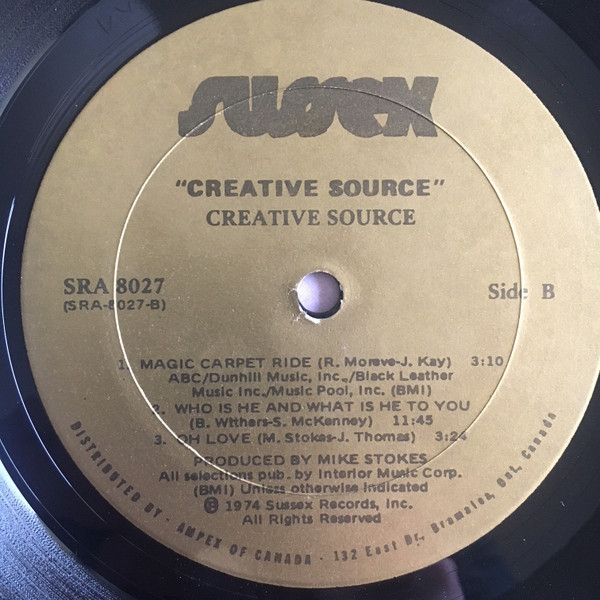 SUSSEX
"CREATIVE SOURCE"
CREATIVE SOURCE
SRA 8027
(SRA-8027-B)
Side B
1. MAGIC CARPET RIDE (R. Moreve-J. Kay) 3:10
ABC/Dunhill Music, Inc./Black Leather
Music Inc./Music Pool, Inc. (BMI)
2. WHO IS HE AND WHAT IS HE TO YOU
(B. Wtthers-S. McKenney) 11:45
3. OH LOVE (M. Stokes-J. Thomas) 3:24
PRODUCED BY MIKE STOKES
All selections pub. by Interior Music Corp.
(BMI) Unless otherwise indicated
℗ 1974 Sussex Records, Inc.
All Rights Reserved
DISTRIBUTED BY · AMPEX OF CANADA · 132 East Dr., Bramalea, Ont. Canada